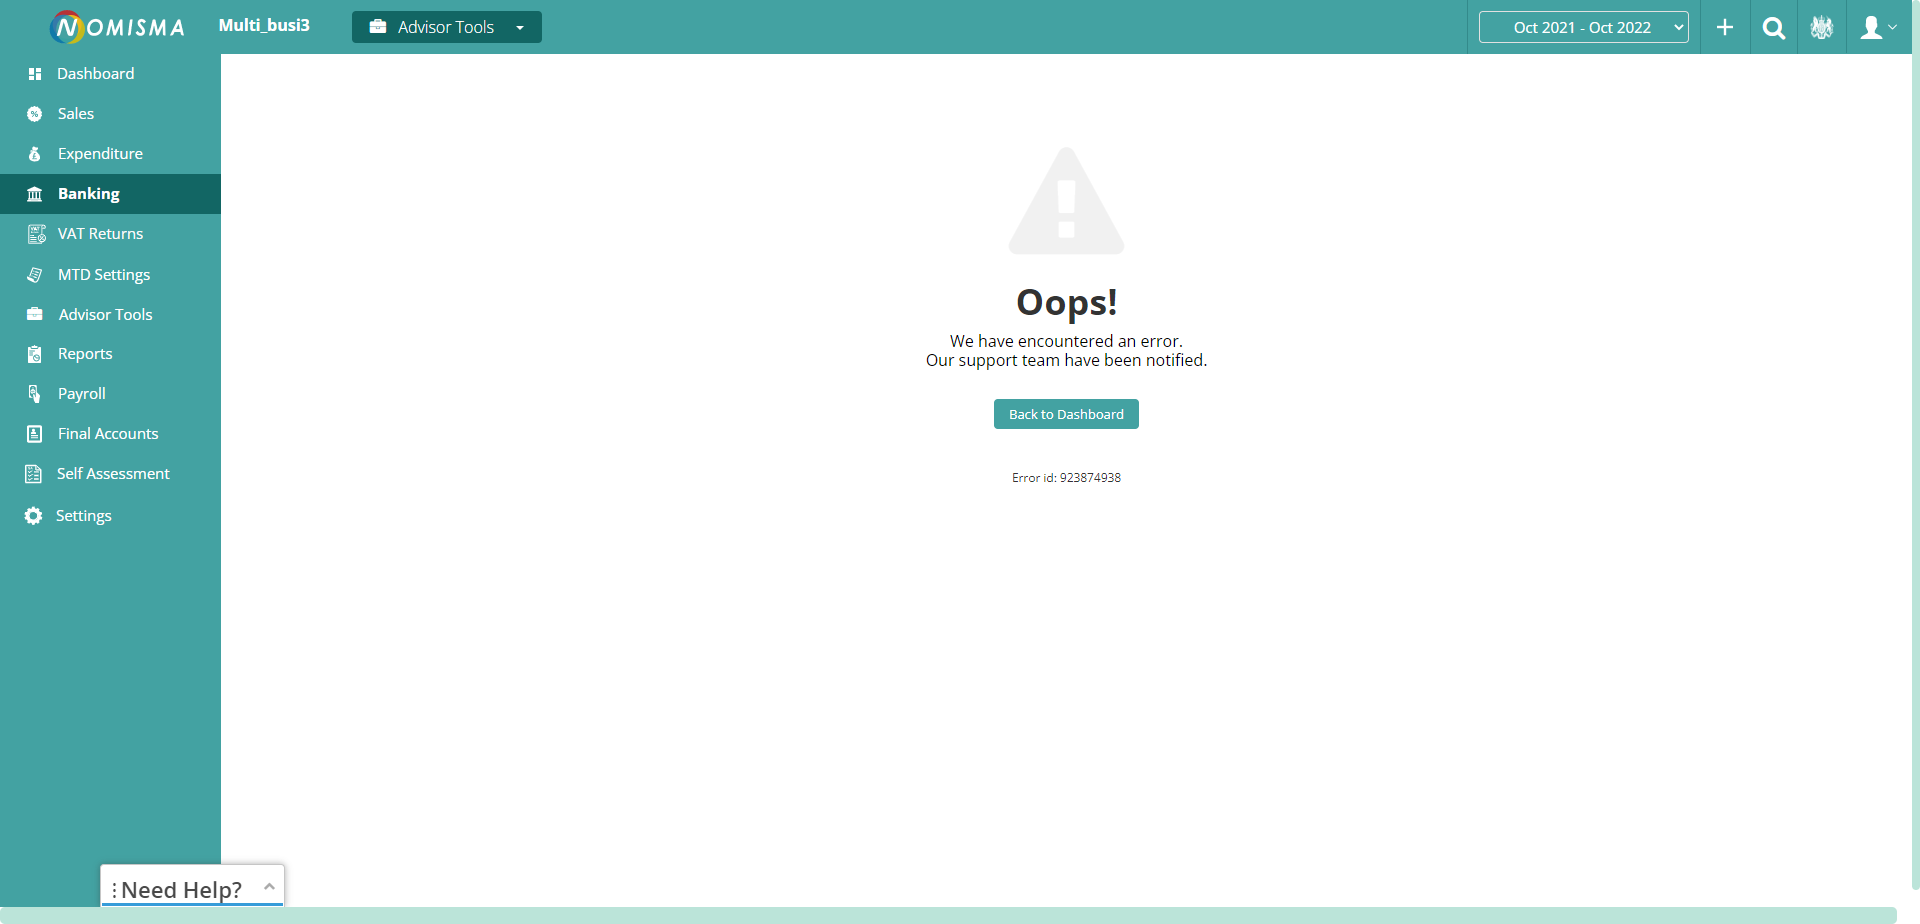 NOMISMA
Multi_busi3
Advisor Tools
Oct 2021 - Oct 2022
Dashboard
Sales
Expenditure
Banking
VAT Returns
MTD Settings
Advisor Tools
Reports
Payroll
Final Accounts
Self Assessment
Settings
Oops!
We have encountered an error.
Our support team have been notified.
Back to Dashboard
Error id: 923874938
Need Help?